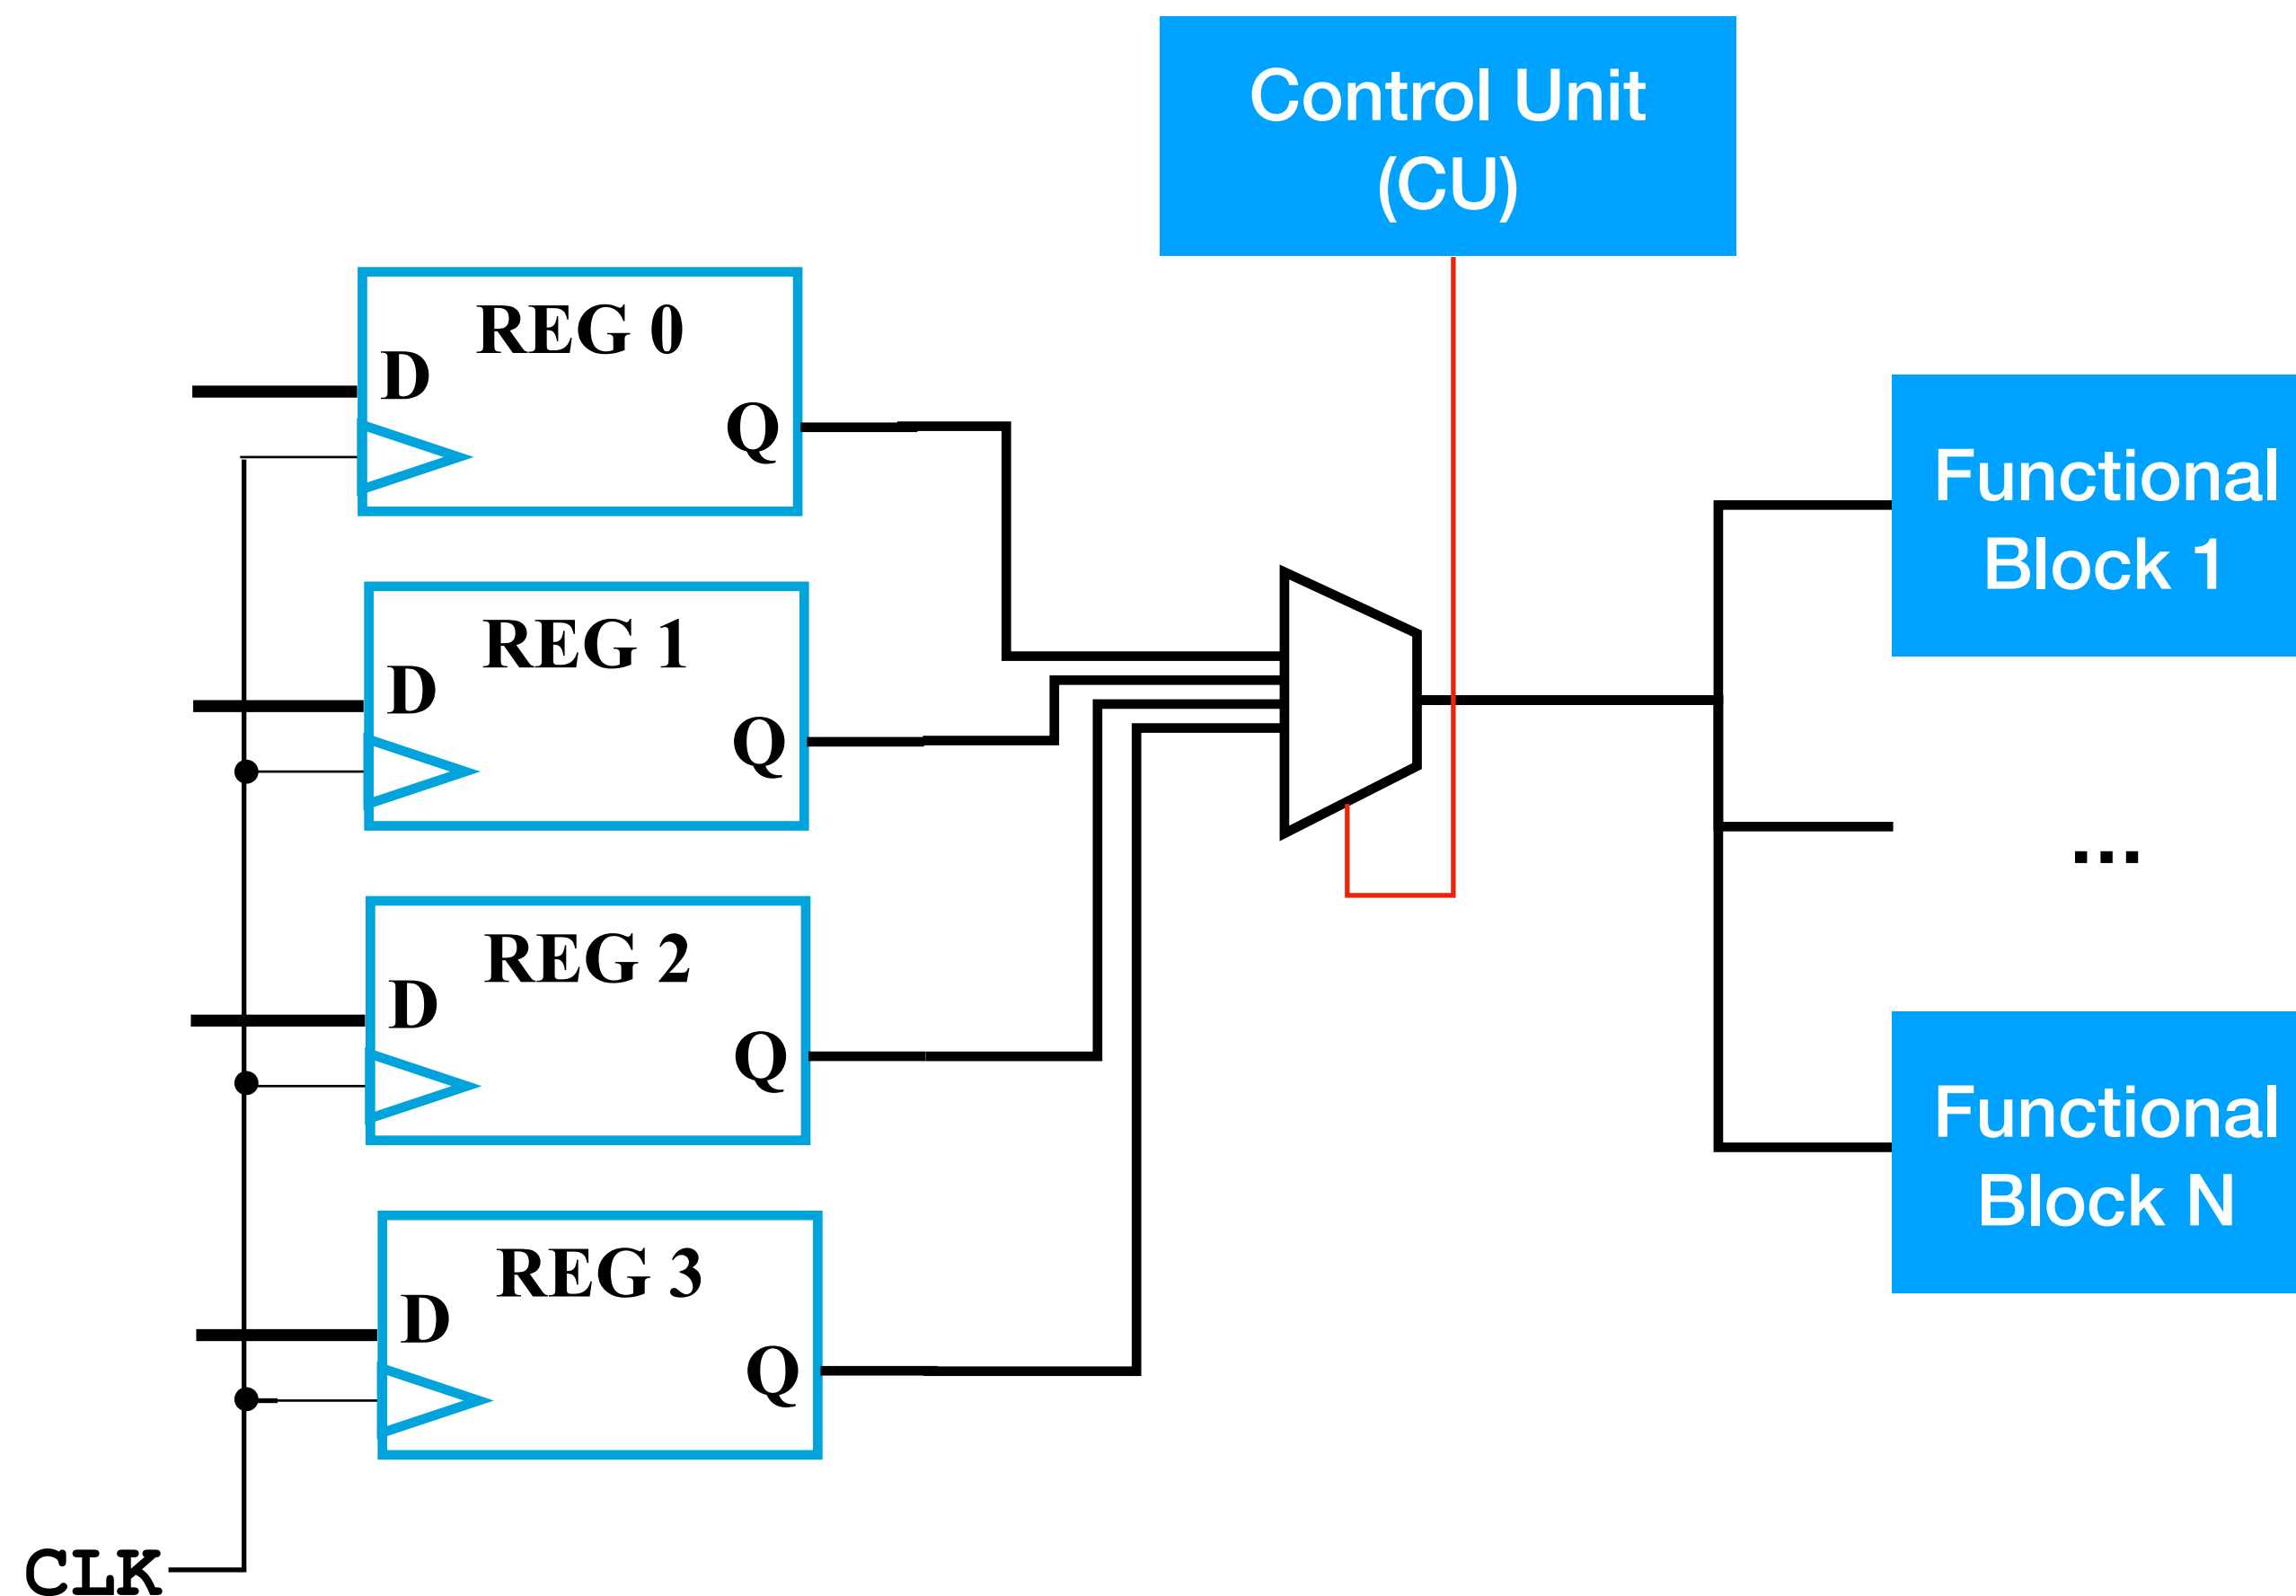 Control Unit
(CU)
REG 0
D
Q
REG 1
D
Q
REG 2
D
Q
REG 3
D
Q
CLK
Functional
Block 1
...
Functional
Block N